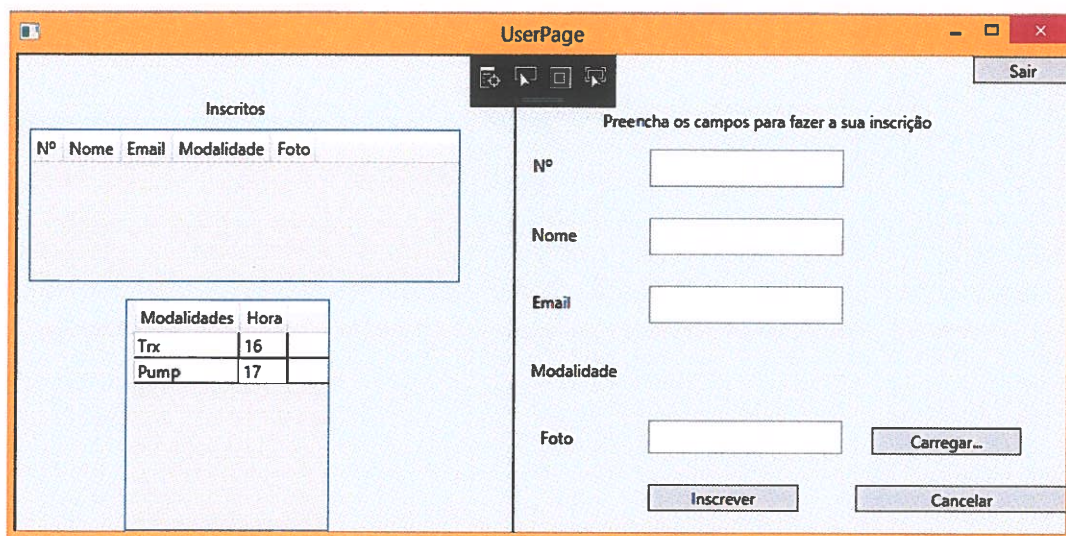 UserPage
Sair
Inscritos
Nº Nome Email Modalidade Foto
Modalidades Hora
Trx 16
Pump 17
Preencha os campos para fazer a sua inscrição
Nº
Nome
Email
Modalidade
Foto
Carregar...
Inscrever
Cancelar